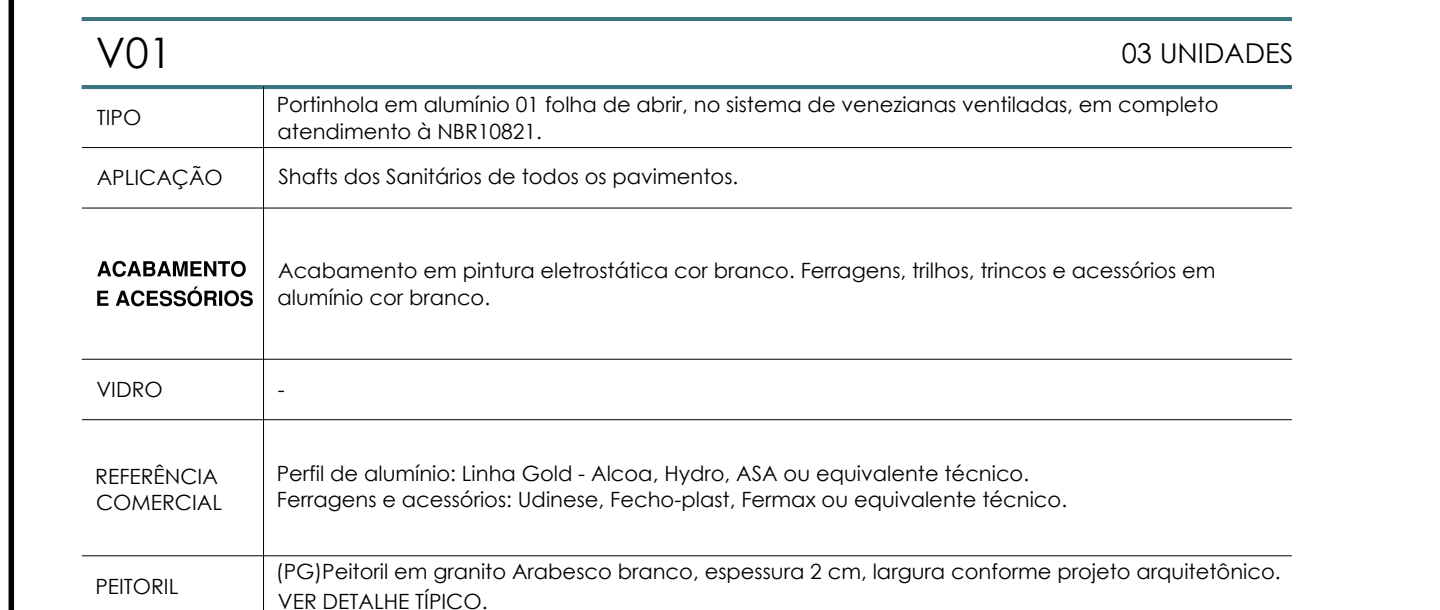 V01
03 UNIDADES
TIPO
Portinhola em alumínio 01 folha de abrir, no sistema de venezianas ventiladas, em completo
atendimento à NBR10821.
APLICAÇÃO
Shafts dos Sanitários de todos os pavimentos.
ACABAMENTO
E ACESSÓRIOS
Acabamento em pintura eletrostática cor branco. Ferragens, trilhos, trincos e acessórios em
alumínio cor branco.
VIDRO
-
REFERÊNCIA
COMERCIAL
Perfil de alumínio: Linha Gold - Alcoa, Hydro, ASA ou equivalente técnico.
Ferragens e acessórios: Udinese, Fecho-plast, Fermax ou equivalente técnico.
PEITORIL
(PG)Peitoril em granito Arabesco branco, espessura 2 cm, largura conforme projeto arquitetônico.
VER DETALHE TÍPICO.